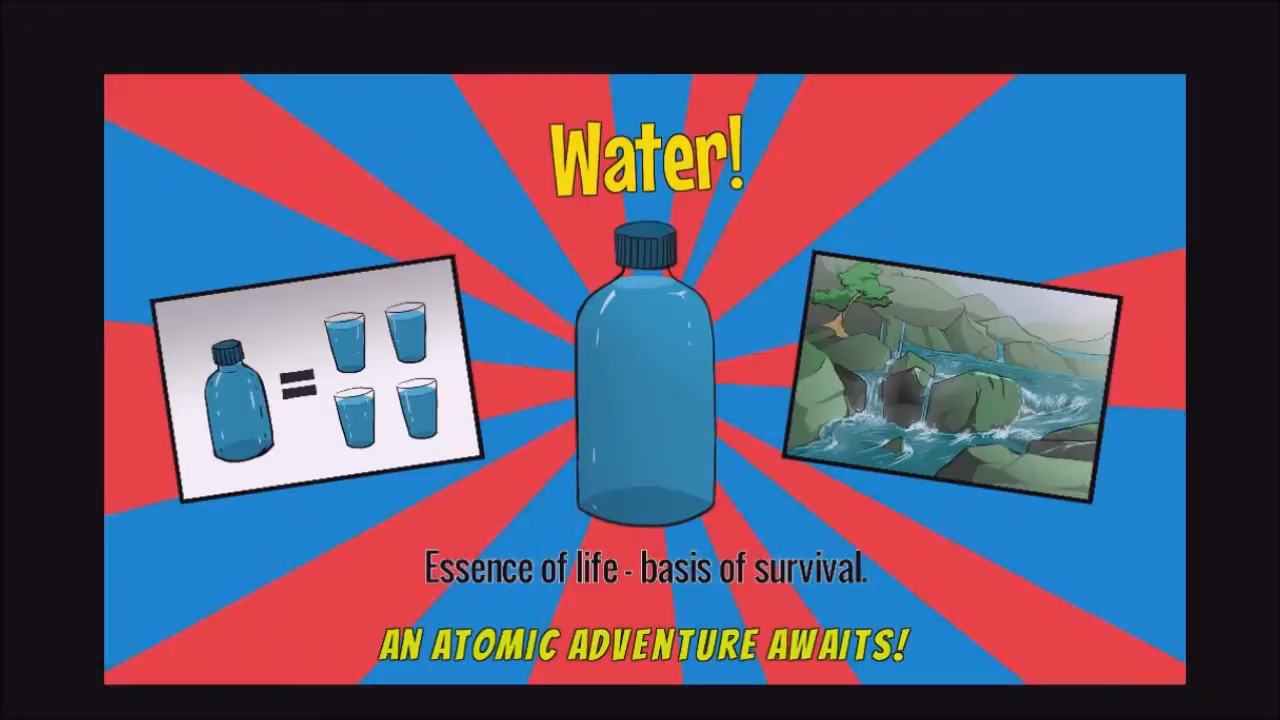 Water!
Essence of life - basis of survival.
AN ATOMIC ADVENTURE AWAITS!